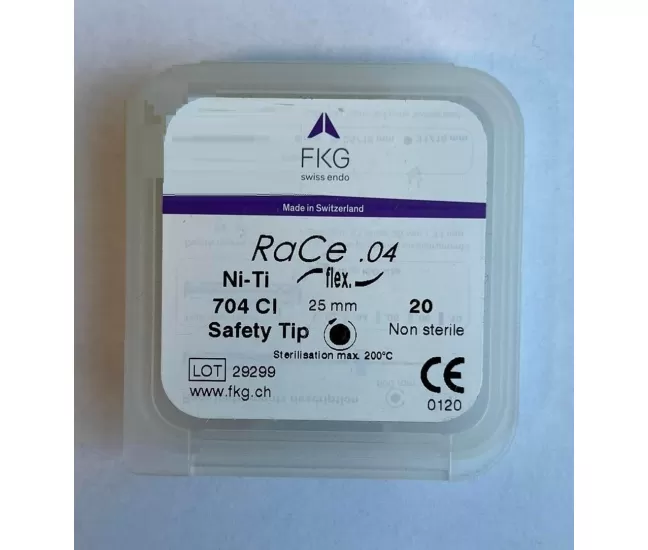 FKG
swiss endo
Made in Switzerland
RaCe .04
Ni-Ti flex.
704 CI 25 mm 20
Safety Tip Non sterile
Sterilisation max. 200°C
LOT 29299 CE
www.fkg.ch 0120